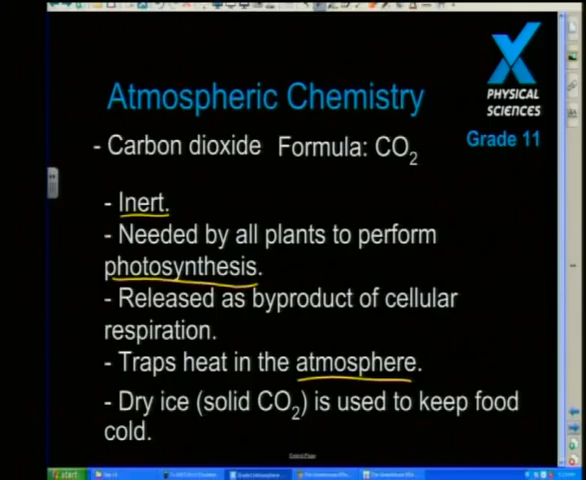 Atmospheric Chemistry
PHYSICAL
SCIENCES
Grade 11
- Carbon dioxide Formula: CO₂
- Inert.
- Needed by all plants to perform
photosynthesis.
- Released as byproduct of cellular
respiration.
- Traps heat in the atmosphere.
- Dry ice (solid CO₂) is used to keep food
cold.
start